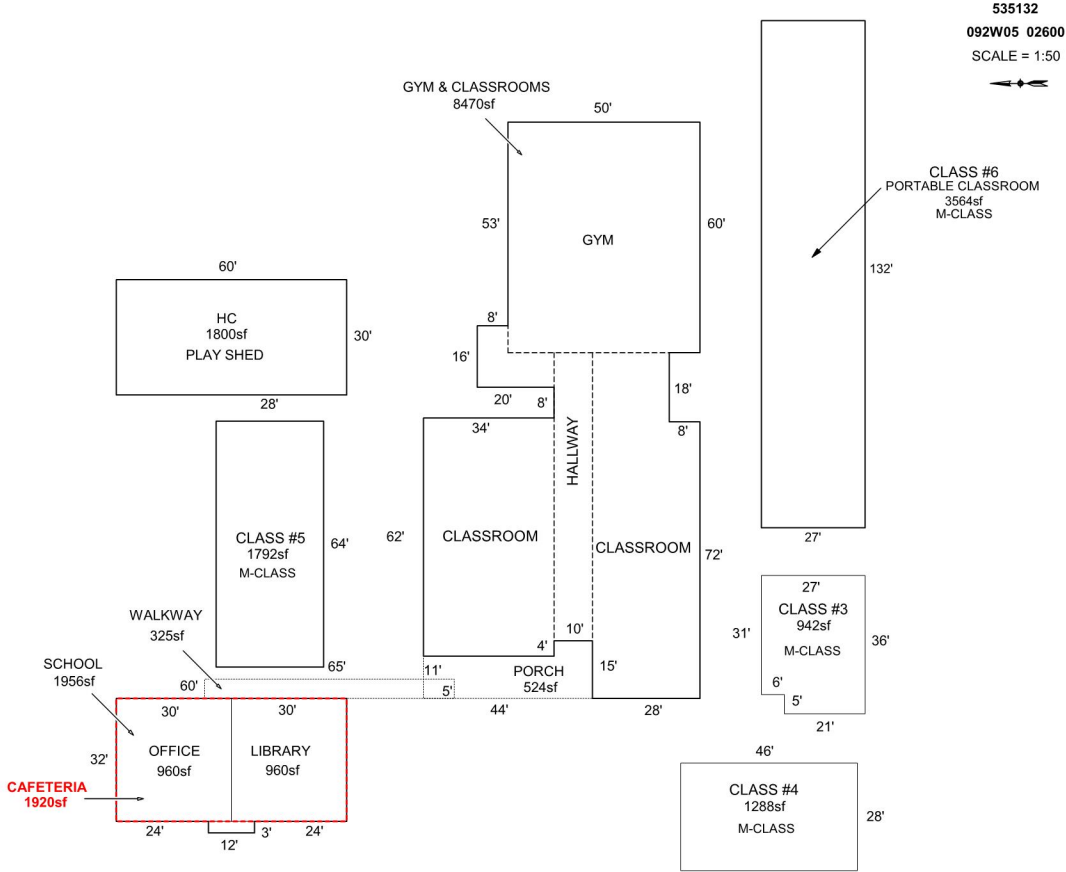 535132
092W05 02600
SCALE = 1:50
GYM & CLASSROOMS
8470sf
50'
53'
GYM
60'
CLASS #6
PORTABLE CLASSROOM
3564sf
M-CLASS
132'
27'
60'
HC
1800sf
PLAY SHED
30'
8'
16'
20'
8'
18'
8'
28'
34'
HALLWAY
62'
CLASSROOM
CLASSROOM
72'
CLASS #5
1792sf
M-CLASS
64'
10'
4'
15'
27'
CLASS #3
942sf
M-CLASS
31'
36'
6'
5'
21'
WALKWAY
325sf
65'
11'
PORCH
524sf
SCHOOL
1956sf
60'
5'
44'
28'
30'
30'
32'
OFFICE
960sf
LIBRARY
960sf
CAFETERIA
1920sf
24'
3'
24'
12'
46'
CLASS #4
1288sf
M-CLASS
28'